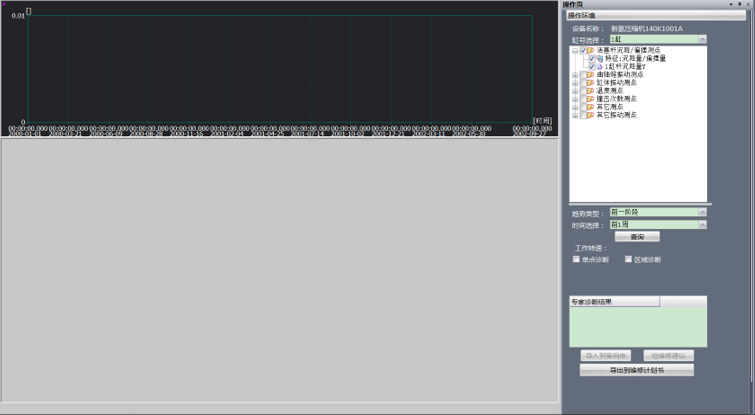 操作页
操作环境
[]
0.01
0
[时间]
00:00:00.000 00:00:00.000 00:00:00.000 00:00:00.000 00:00:00.000 00:00:00.000 00:00:00.000 00:00:00.000 00:00:00.000 00:00:00.000 00:00:00.000 00:00:00.000
2000-01-01 2000-03-21 2000-06-09 2000-08-28 2000-11-16 2001-02-04 2001-04-25 2001-07-14 2001-10-02 2001-12-21 2002-03-11 2002-05-30 2002-09-27
设备名称: 新氢压缩机140K1001A
缸号选择: 1缸
活塞杆沉降/偏摆测点
特征:沉降量/偏摆量
1缸杆沉降量?
曲轴箱振动测点
缸体振动测点
温度测点
撞击次数测点
其它测点
其它振动测点
趋势类型: 前一阶段
时间选择: 前1周
查询
工作转速:
单点诊断 区域诊断
专家诊断结果
导入到案例库 检维修建议
导出到维修计划书